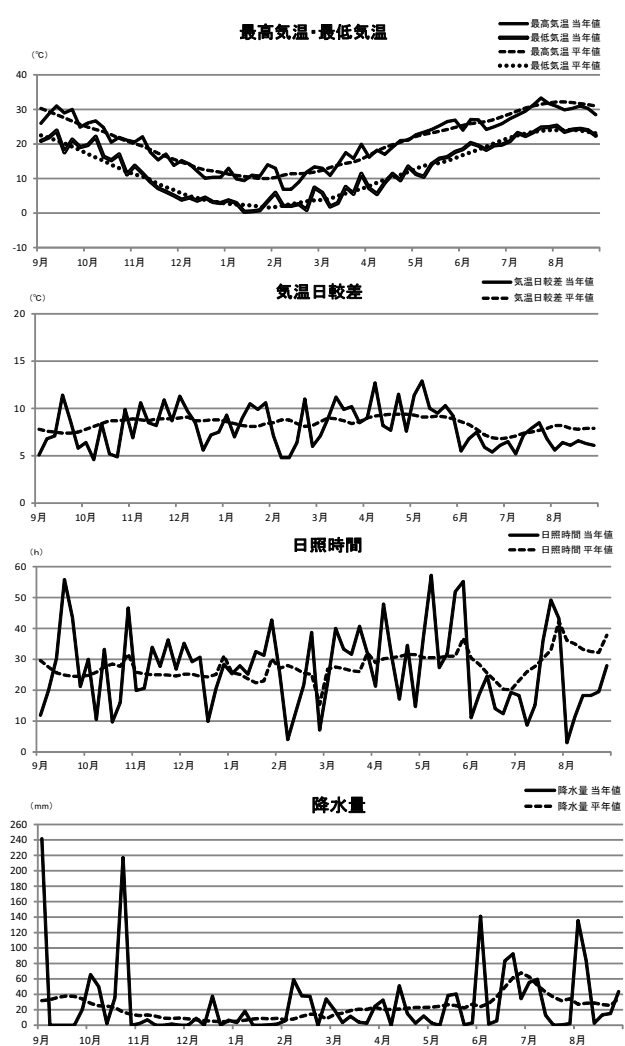 最高気温・最低気温
最高気温 当年値
最低気温 当年値
最高気温 平年値
最低気温 平年値
(℃)
40
30
20
10
0
-10
9月 10月 11月 12月 1月 2月 3月 4月 5月 6月 7月 8月
気温日較差
気温日較差 当年値
気温日較差 平年値
(℃)
20
15
10
5
0
9月 10月 11月 12月 1月 2月 3月 4月 5月 6月 7月 8月
日照時間
日照時間 当年値
日照時間 平年値
(h)
60
50
40
30
20
10
0
9月 10月 11月 12月 1月 2月 3月 4月 5月 6月 7月 8月
降水量
降水量 当年値
降水量 平年値
(mm)
260
240
220
200
180
160
140
120
100
80
60
40
20
0
9月 10月 11月 12月 1月 2月 3月 4月 5月 6月 7月 8月